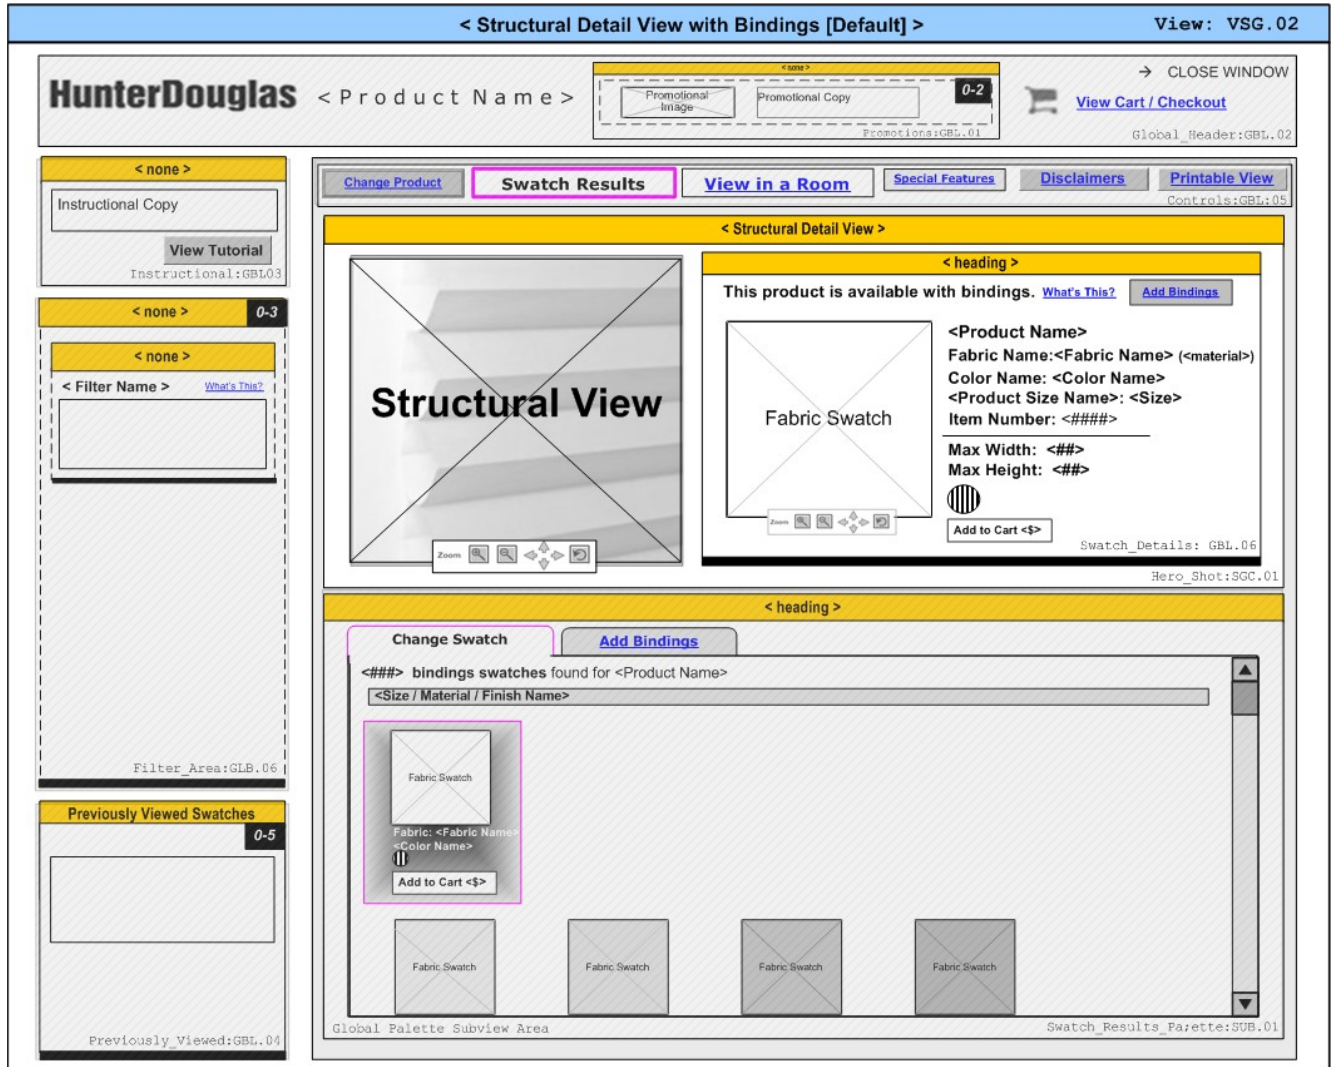 < Structural Detail View with Bindings [Default] >
View: VSG.02
HunterDouglas
<Product Name>
< none >
Promotional Image
Promotional Copy
0-2
Promotions:GBL.01
→ CLOSE WINDOW
View Cart / Checkout
Global_Header:GBL.02
< none >
Instructional Copy
View Tutorial
Instructional:GBL03
< none >
0-3
< none >
< Filter Name >
What's This?
Filter_Area:GLB.06
Previously Viewed Swatches
0-5
Previously_Viewed:GBL.04
Change Product
Swatch Results
View in a Room
Special Features
Disclaimers
Printable View
Controls:GBL:05
< Structural Detail View >
Structural View
Zoom
< heading >
This product is available with bindings.
What's This?
Add Bindings
Fabric Swatch
Zoom
<Product Name>
Fabric Name:<Fabric Name> (<material>)
Color Name: <Color Name>
<Product Size Name>: <Size>
Item Number: <####>
Max Width: <##>
Max Height: <##>
Add to Cart <$>
Swatch_Details: GBL.06
Hero_Shot:SGC.01
< heading >
Change Swatch
Add Bindings
<###> bindings swatches found for <Product Name>
<Size / Material / Finish Name>
Fabric Swatch
Fabric: <Fabric Name>
<Color Name>
Add to Cart <$>
Fabric Swatch
Fabric Swatch
Fabric Swatch
Fabric Swatch
Global Palette Subview Area
Swatch_Results_Pa;ette:SUB.01